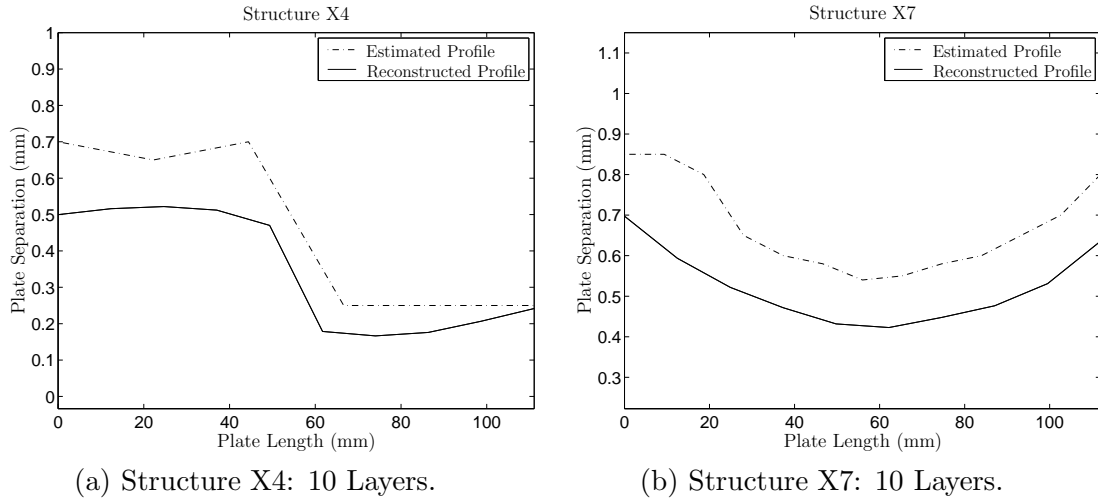 Structure X4
1
0.9
0.8
0.7
0.6
0.5
0.4
0.3
0.2
0.1
0
Plate Separation (mm)
Estimated Profile
Reconstructed Profile
0 20 40 60 80 100
Plate Length (mm)
(a) Structure X4: 10 Layers.
Structure X7
1.1
1
0.9
0.8
0.7
0.6
0.5
0.4
0.3
Plate Separation (mm)
Estimated Profile
Reconstructed Profile
0 20 40 60 80 100
Plate Length (mm)
(b) Structure X7: 10 Layers.